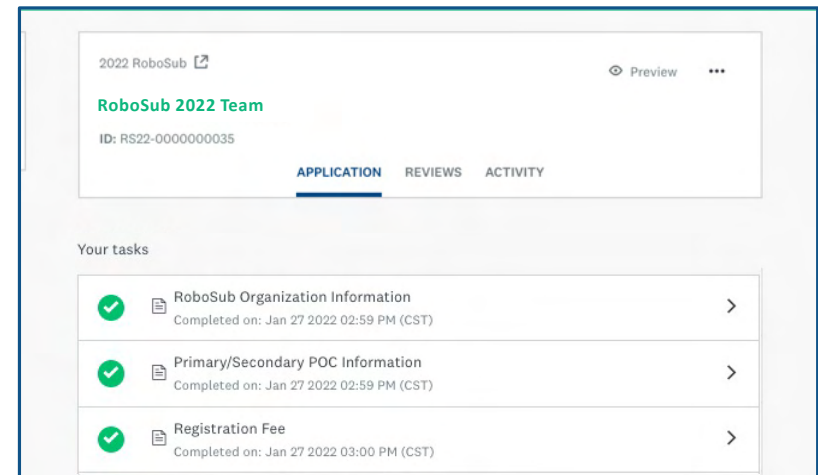 2022 RoboSub
Preview
RoboSub 2022 Team
ID: RS22-0000000035
APPLICATION REVIEWS ACTIVITY
Your tasks
RoboSub Organization Information
Completed on: Jan 27 2022 02:59 PM (CST)
Primary/Secondary POC Information
Completed on: Jan 27 2022 02:59 PM (CST)
Registration Fee
Completed on: Jan 27 2022 03:00 PM (CST)